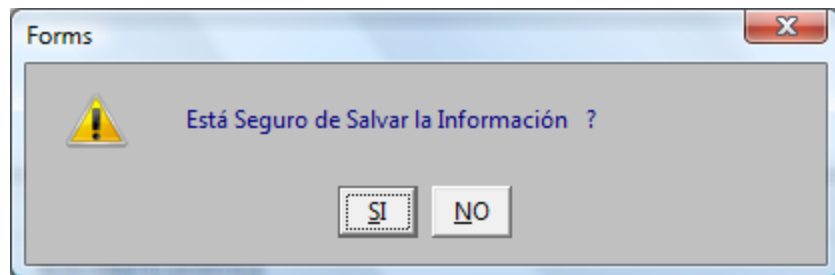 Forms
Está Seguro de Salvar la Información ?
SI NO